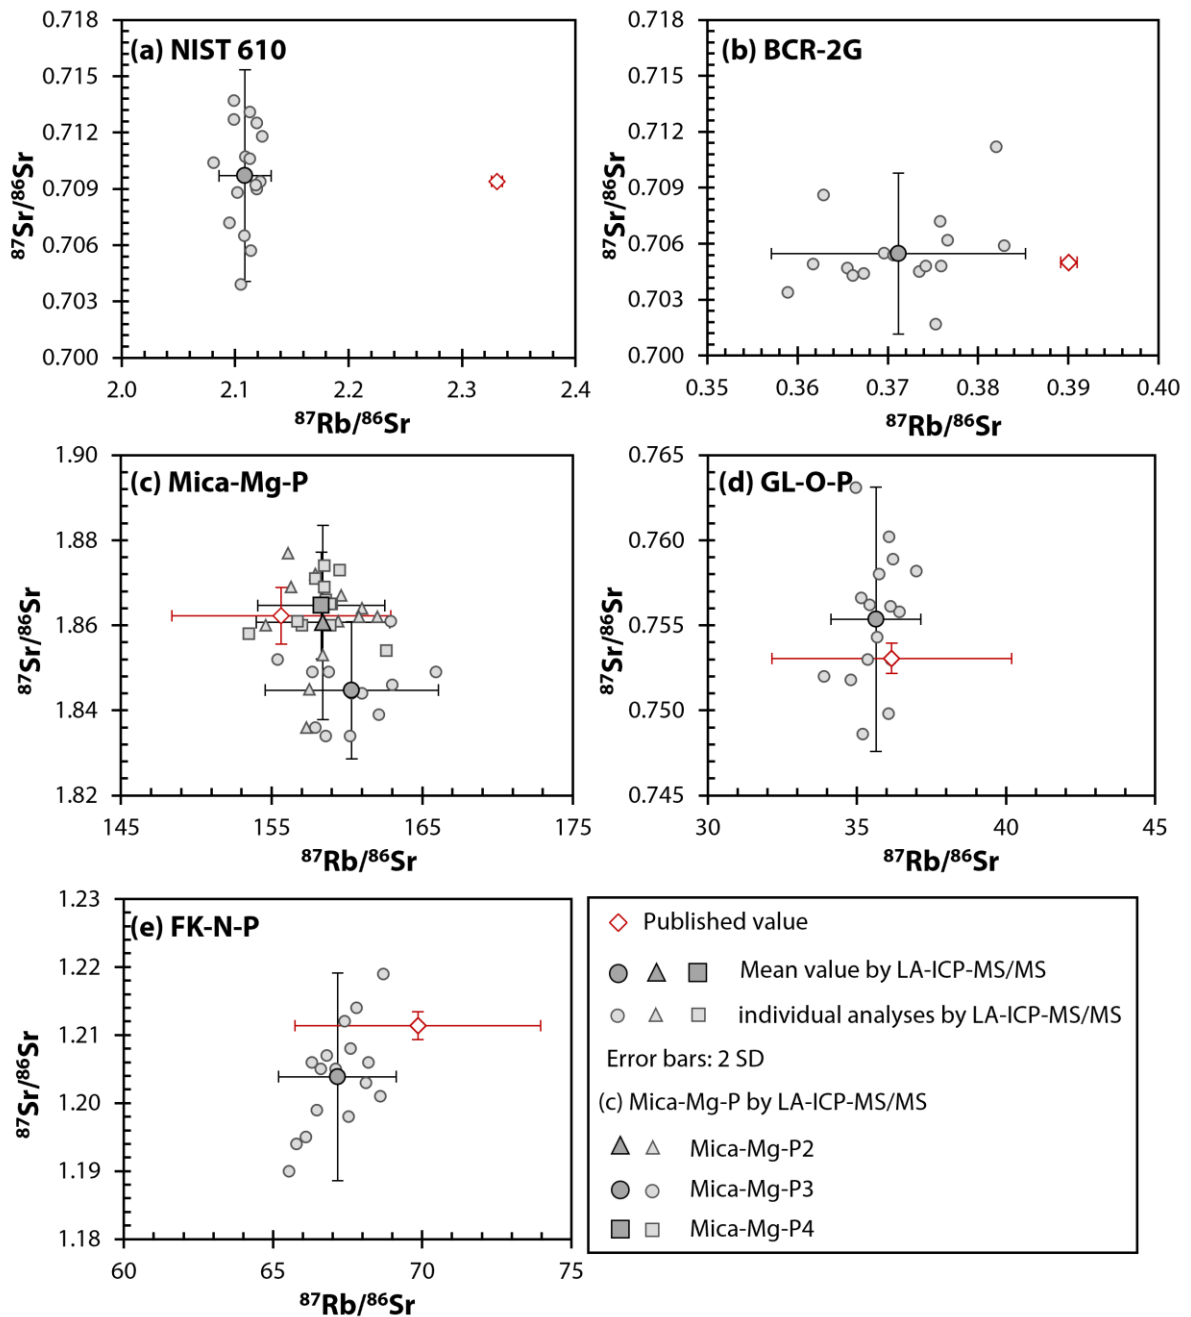 (a) NIST 610
0.718
0.715
0.712
0.709
0.706
0.703
0.700
⁸⁷Sr/⁸⁶Sr
2.0 2.1 2.2 2.3 2.4
⁸⁷Rb/⁸⁶Sr
(b) BCR-2G
0.718
0.715
0.712
0.709
0.706
0.703
0.700
⁸⁷Sr/⁸⁶Sr
0.35 0.36 0.37 0.38 0.39 0.40
⁸⁷Rb/⁸⁶Sr
(c) Mica-Mg-P
1.90
1.88
1.86
1.84
1.82
⁸⁷Sr/⁸⁶Sr
145 155 165 175
⁸⁷Rb/⁸⁶Sr
(d) GL-O-P
0.765
0.760
0.755
0.750
0.745
⁸⁷Sr/⁸⁶Sr
30 35 40 45
⁸⁷Rb/⁸⁶Sr
(e) FK-N-P
1.23
1.22
1.21
1.20
1.19
1.18
⁸⁷Sr/⁸⁶Sr
60 65 70 75
⁸⁷Rb/⁸⁶Sr
Published value
Mean value by LA-ICP-MS/MS
individual analyses by LA-ICP-MS/MS
Error bars: 2 SD
(c) Mica-Mg-P by LA-ICP-MS/MS
Mica-Mg-P2
Mica-Mg-P3
Mica-Mg-P4